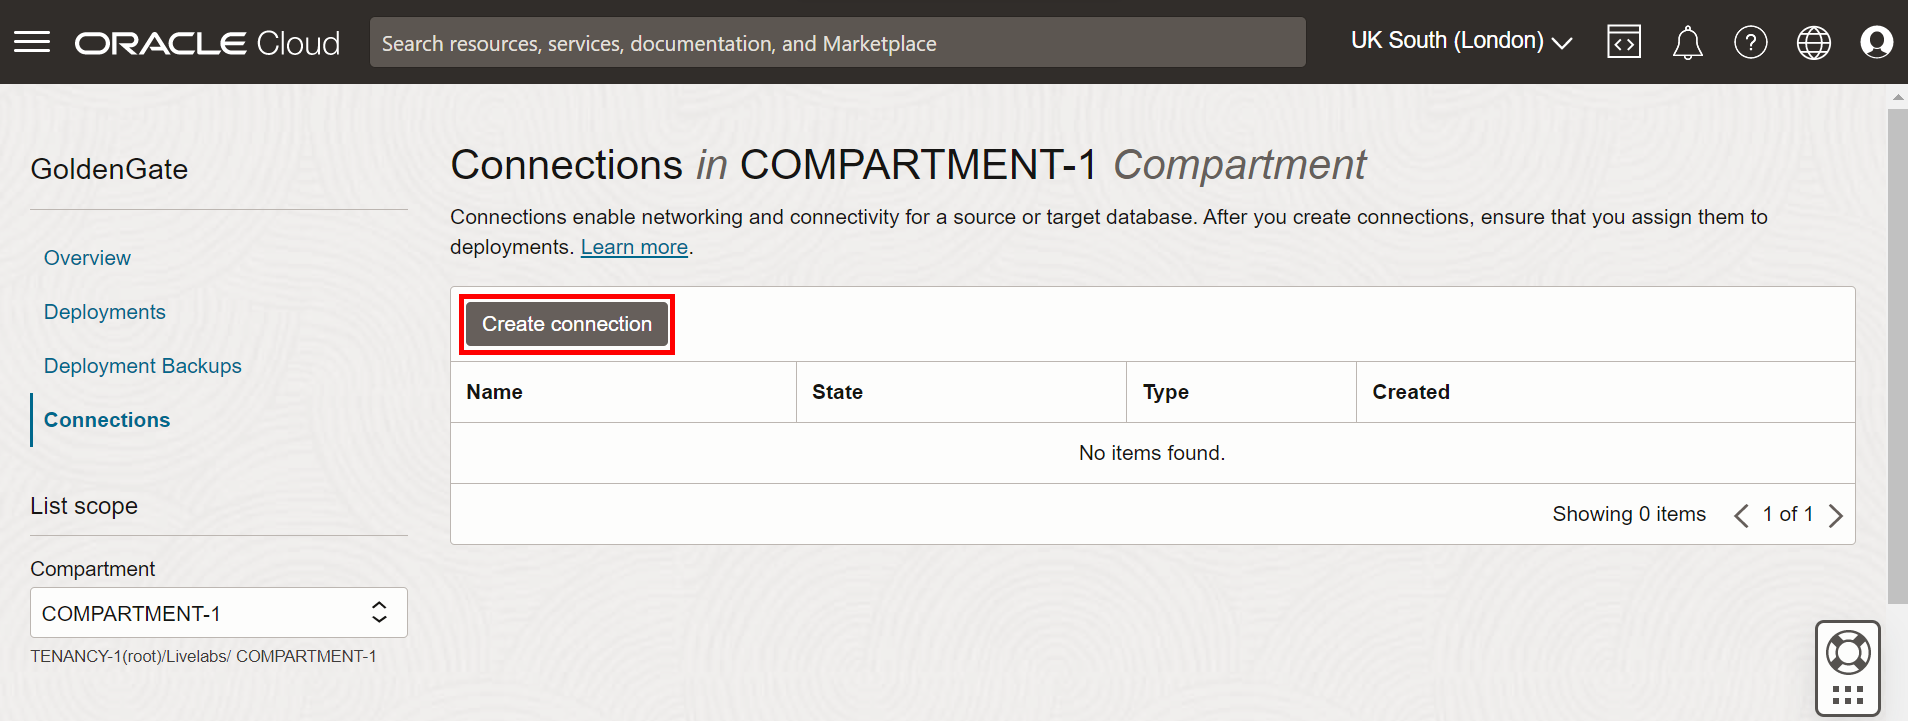 ORACLE Cloud
Search resources, services, documentation, and Marketplace
UK South (London)
GoldenGate
Overview
Deployments
Deployment Backups
Connections
List scope
Compartment
COMPARTMENT-1
TENANCY-1(root)/Livelabs/ COMPARTMENT-1
Connections in COMPARTMENT-1 Compartment
Connections enable networking and connectivity for a source or target database. After you create connections, ensure that you assign them to
deployments. Learn more.
Create connection
Name State Type Created
No items found.
Showing 0 items 1 of 1